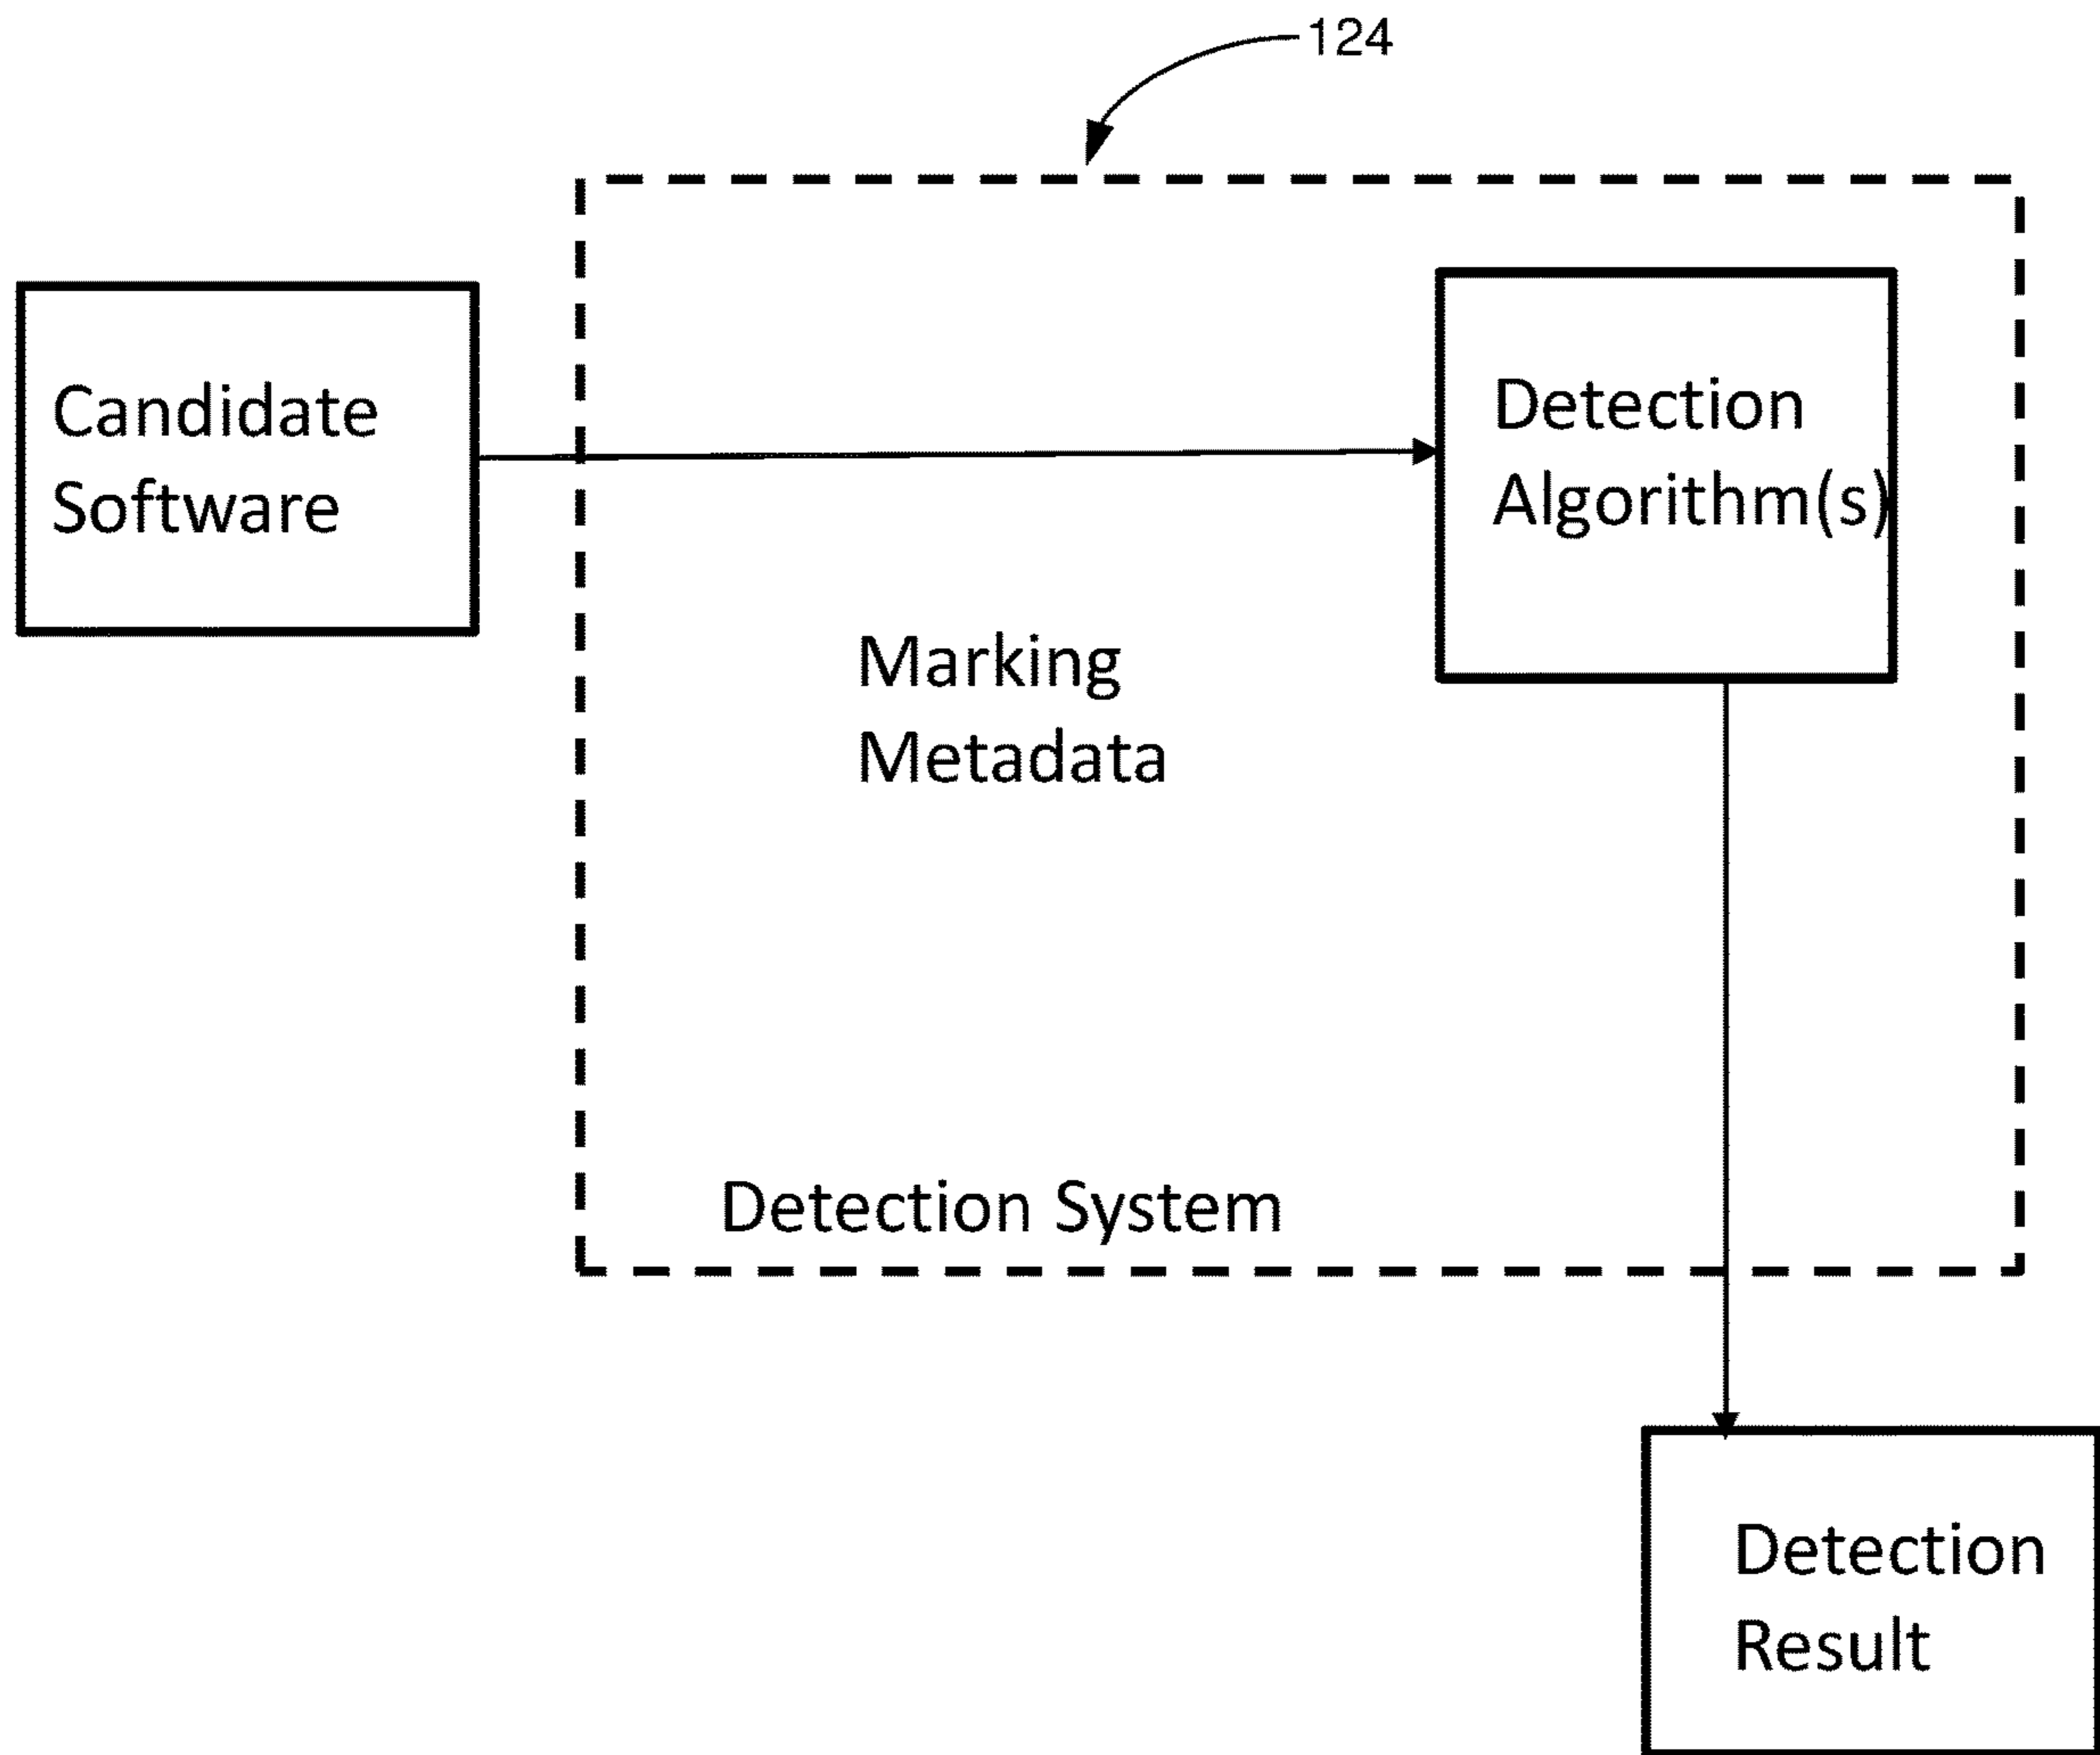 124
Candidate
Software
Detection
Algorithm(s)
Marking
Metadata
Detection System
Detection
Result